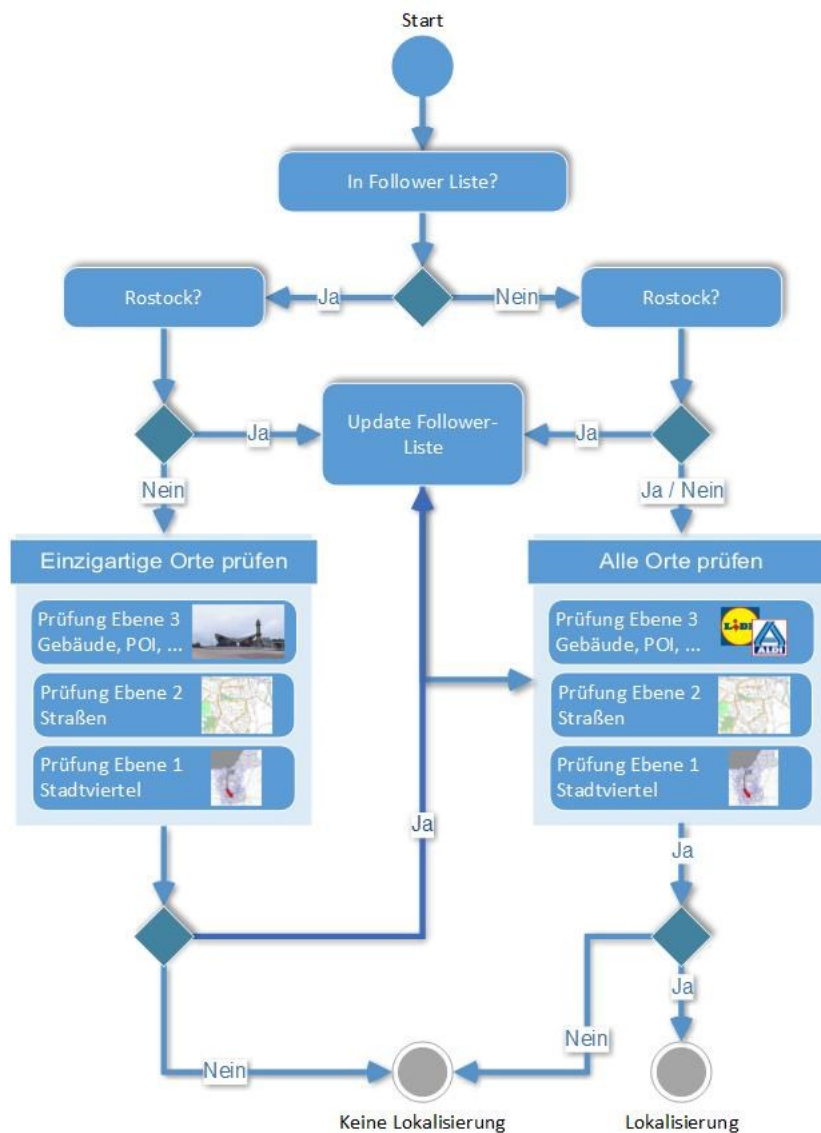 Start
In Follower Liste?
Ja
Nein
Rostock?
Rostock?
Update Follower-
Liste
Ja
Ja
Nein
Ja / Nein
Einzigartige Orte prüfen
Prüfung Ebene 3
Gebäude, POI, ...
Prüfung Ebene 2
Straßen
Prüfung Ebene 1
Stadtviertel
Alle Orte prüfen
Prüfung Ebene 3
Gebäude, POI, ...
LiDL
ALDI
Prüfung Ebene 2
Straßen
Prüfung Ebene 1
Stadtviertel
Ja
Ja
Ja
Nein
Nein
Keine Lokalisierung
Lokalisierung